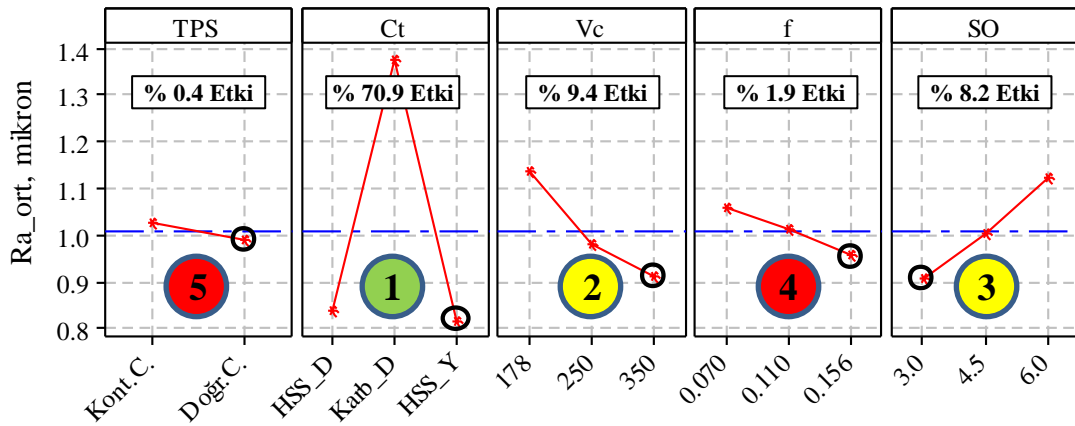 TPS Ct Vc f SO
% 0.4 Etki % 70.9 Etki % 9.4 Etki % 1.9 Etki % 8.2 Etki
Ra_ort, mikron
1.4
1.3
1.2
1.1
1.0
0.9
0.8
5 1 2 4 3
Kont.C. Doğr.C. HSS_D Karb_D HSS_Y 178 250 350 0.070 0.110 0.156 3.0 4.5 6.0